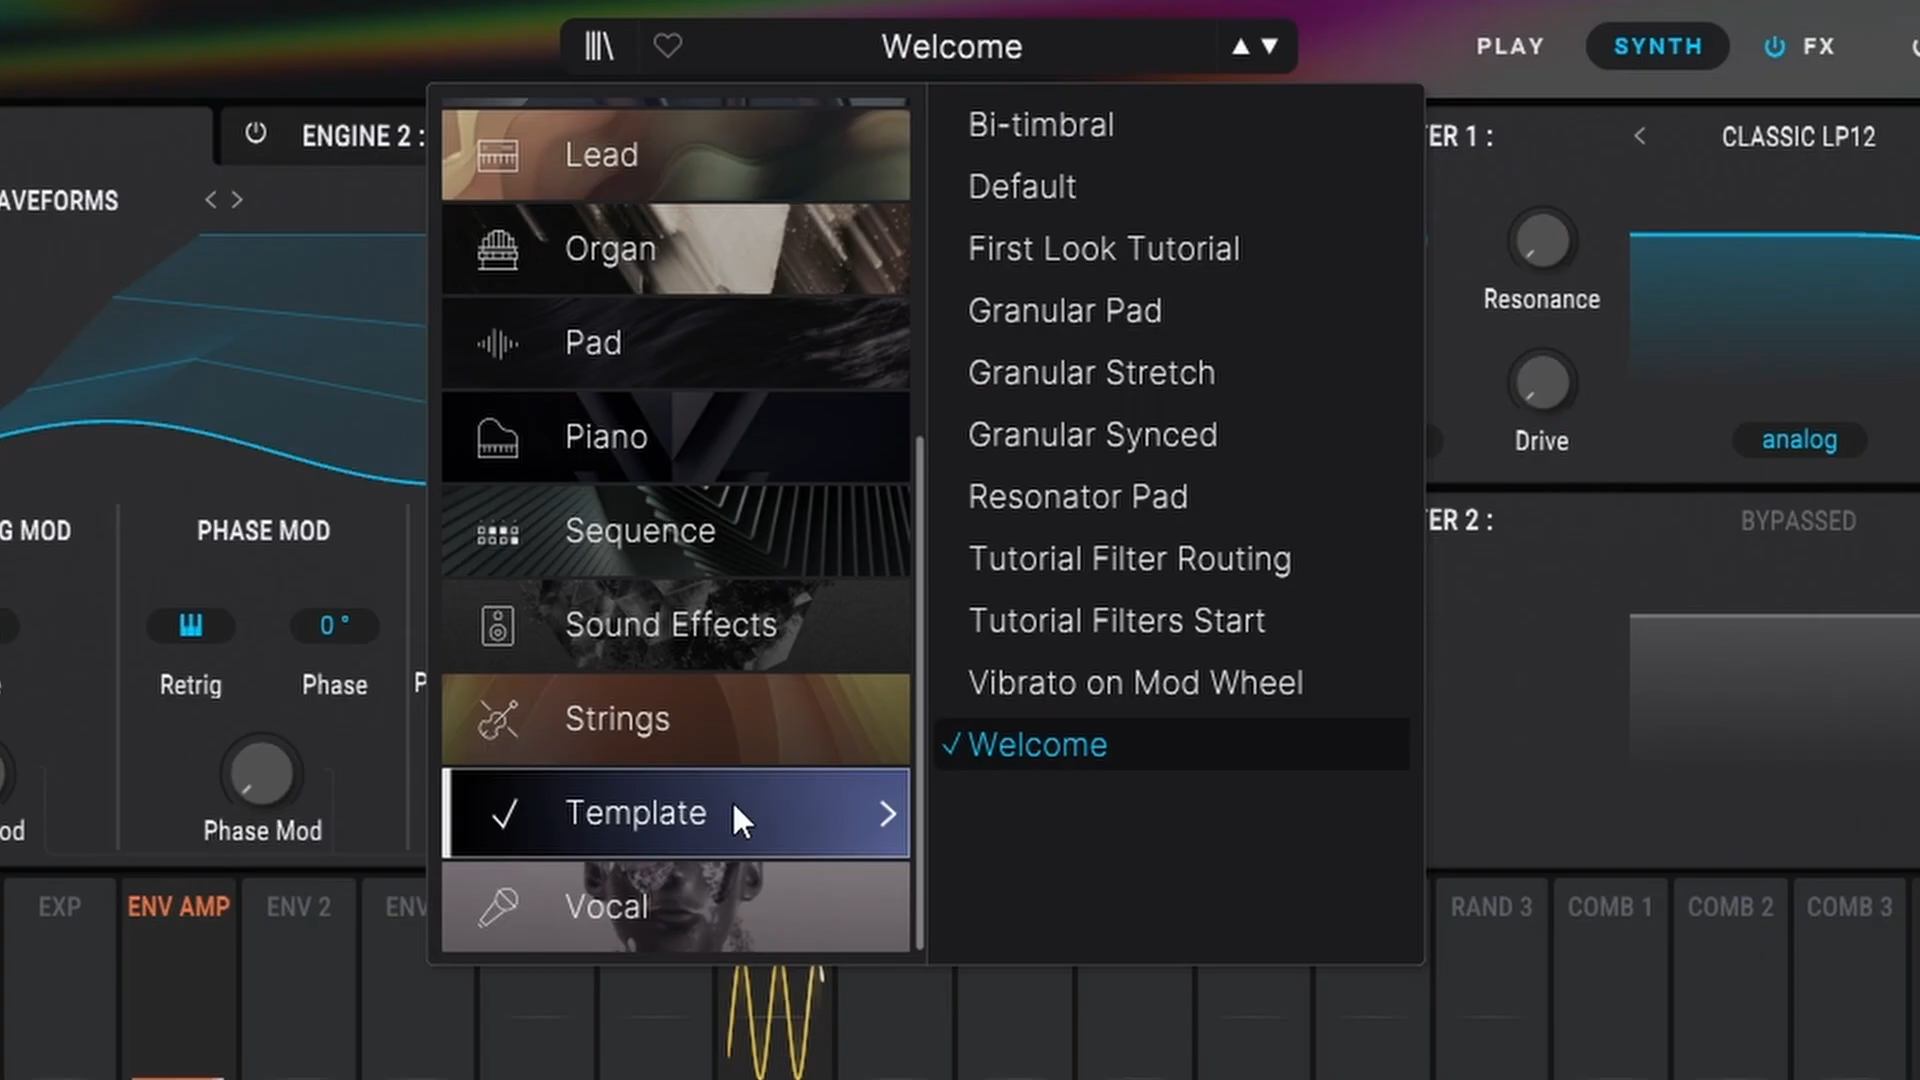 Welcome
PLAY
SYNTH
FX
ENGINE 2 :
AVEFORMS
G MOD
PHASE MOD
0 °
Retrig
Phase
P
od
Phase Mod
Lead
Organ
Pad
Piano
Sequence
Sound Effects
Strings
Template
Vocal
Bi-timbral
Default
First Look Tutorial
Granular Pad
Granular Stretch
Granular Synced
Resonator Pad
Tutorial Filter Routing
Tutorial Filters Start
Vibrato on Mod Wheel
✓ Welcome
ER 1 :
CLASSIC LP12
Resonance
Drive
analog
ER 2 :
BYPASSED
EXP
ENV AMP
ENV 2
ENV
RAND 3
COMB 1
COMB 2
COMB 3